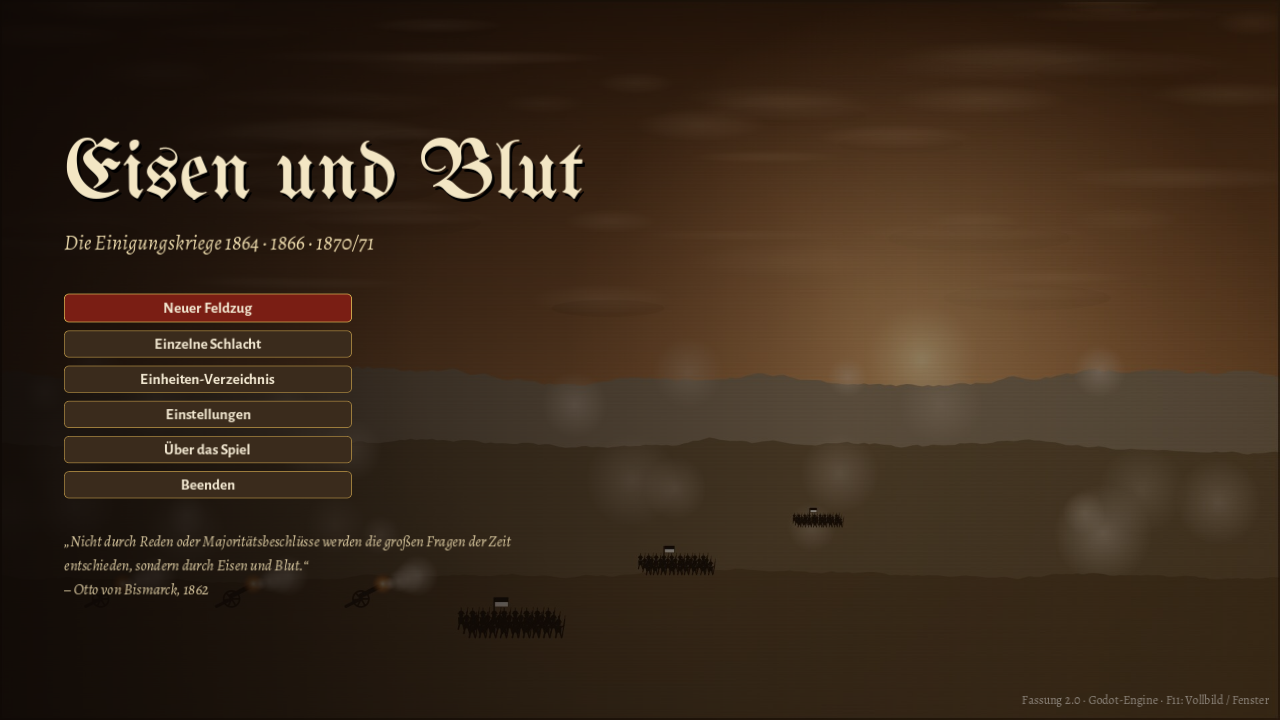 Eisen und Blut
Die Einigungskriege 1864 · 1866 · 1870/71
Neuer Feldzug
Einzelne Schlacht
Einheiten-Verzeichnis
Einstellungen
Über das Spiel
Beenden
„Nicht durch Reden oder Majoritätsbeschlüsse werden die großen Fragen der Zeit
entschieden, sondern durch Eisen und Blut.“
– Otto von Bismarck, 1862
Fassung 2.0 · Godot-Engine · F11: Vollbild / Fenster